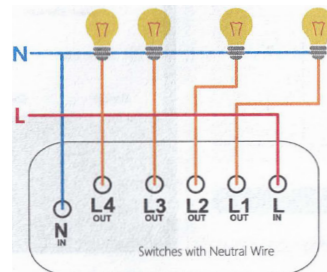 N
L
L4 L3 L2 L1 L
OUT OUT OUT OUT IN
N
IN
Switches with Neutral Wire